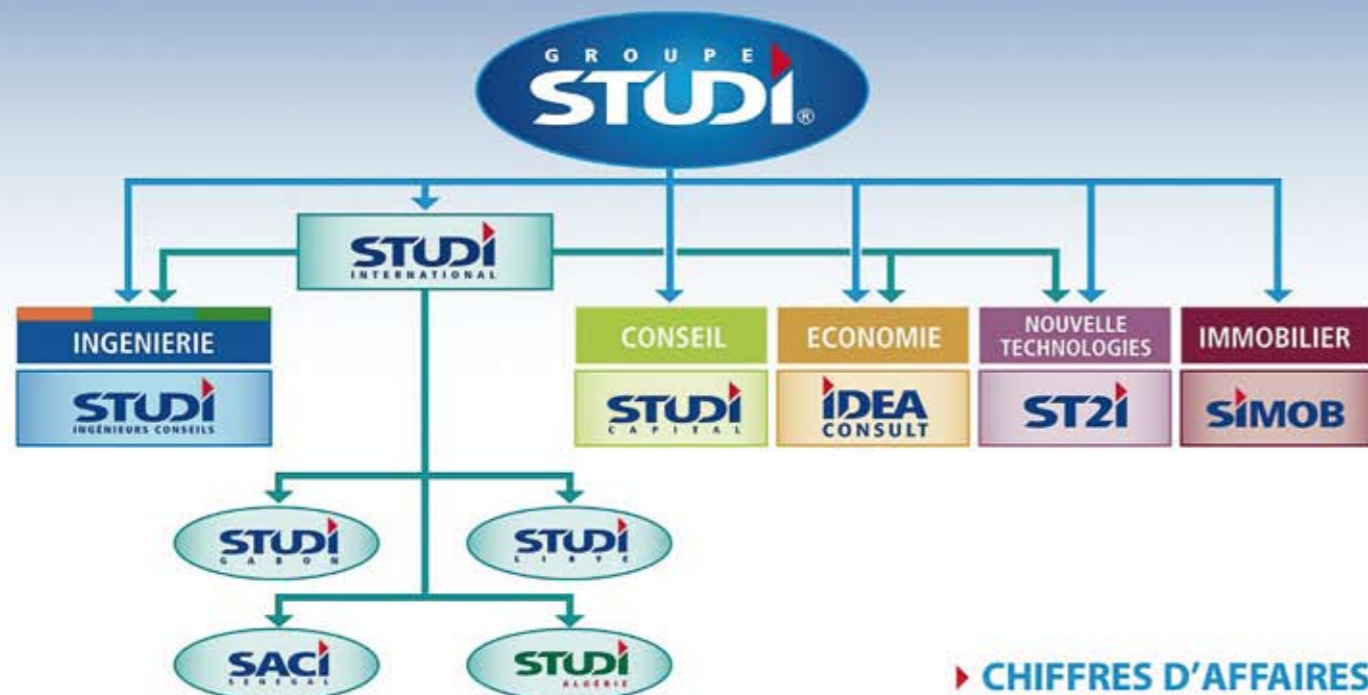 GROUPE
STUDI®
STUDI
INTERNATIONAL
INGENIERIE
CONSEIL
ECONOMIE
NOUVELLE
TECHNOLOGIES
IMMOBILIER
STUDI
INGÉNIEURS CONSEILS
STUDI
CAPITAL
IDEA
CONSULT
ST2i
SIMOB
STUDI
GABON
STUDI
LIBYE
SACI
SENEGAL
STUDI
ALGÉRIE
CHIFFRES D'AFFAIRES